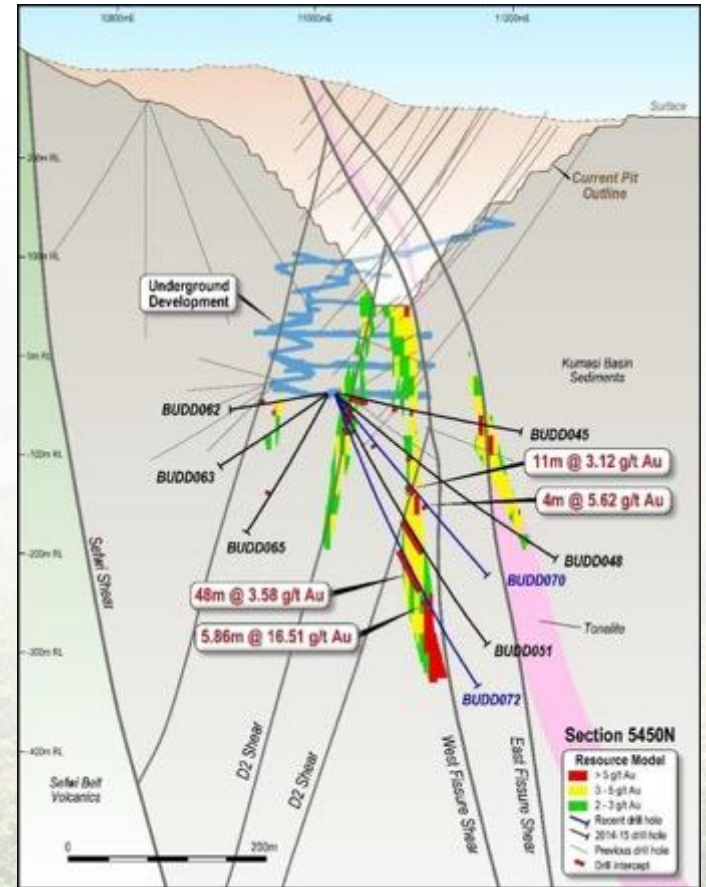 11000mE
11200mE
Surface
200m RL
Current Pit
Outline
100m RL
Underground
Development
0m RL
Kumasi Basin
Sediments
BUDD062
BUDD045
-100m RL
11m @ 3.12 g/t Au
BUDD063
4m @ 5.62 g/t Au
BUDD065
BUDD048
-200m RL
BUDD070
Sefwi Shear
48m @ 3.58 g/t Au
Tonalite
5.86m @ 16.51 g/t Au
BUDD051
-300m RL
BUDD072
D2 Shear
D2 Shear
West Fissure Shear
East Fissure Shear
Section 5450N
-400m RL
Resource Model
> 5 g/t Au
3 - 5 g/t Au
2 - 3 g/t Au
Recent drill hole
2014-15 drill hole
Previous drill hole
Drill intercept
Sefwi Belt
Volcanics
0
200m